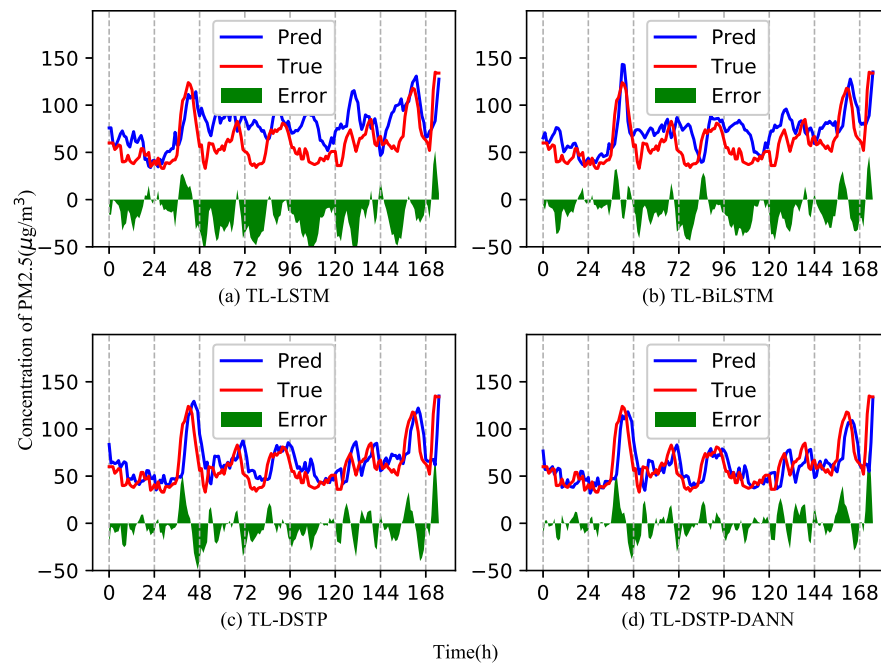 Concentration of PM2.5(μg/m³)
150
100
50
0
−50
Pred
True
Error
0 24 48 72 96 120 144 168
(a) TL-LSTM
150
100
50
0
−50
Pred
True
Error
0 24 48 72 96 120 144 168
(b) TL-BiLSTM
150
100
50
0
−50
Pred
True
Error
0 24 48 72 96 120 144 168
(c) TL-DSTP
150
100
50
0
−50
Pred
True
Error
0 24 48 72 96 120 144 168
(d) TL-DSTP-DANN
Time(h)